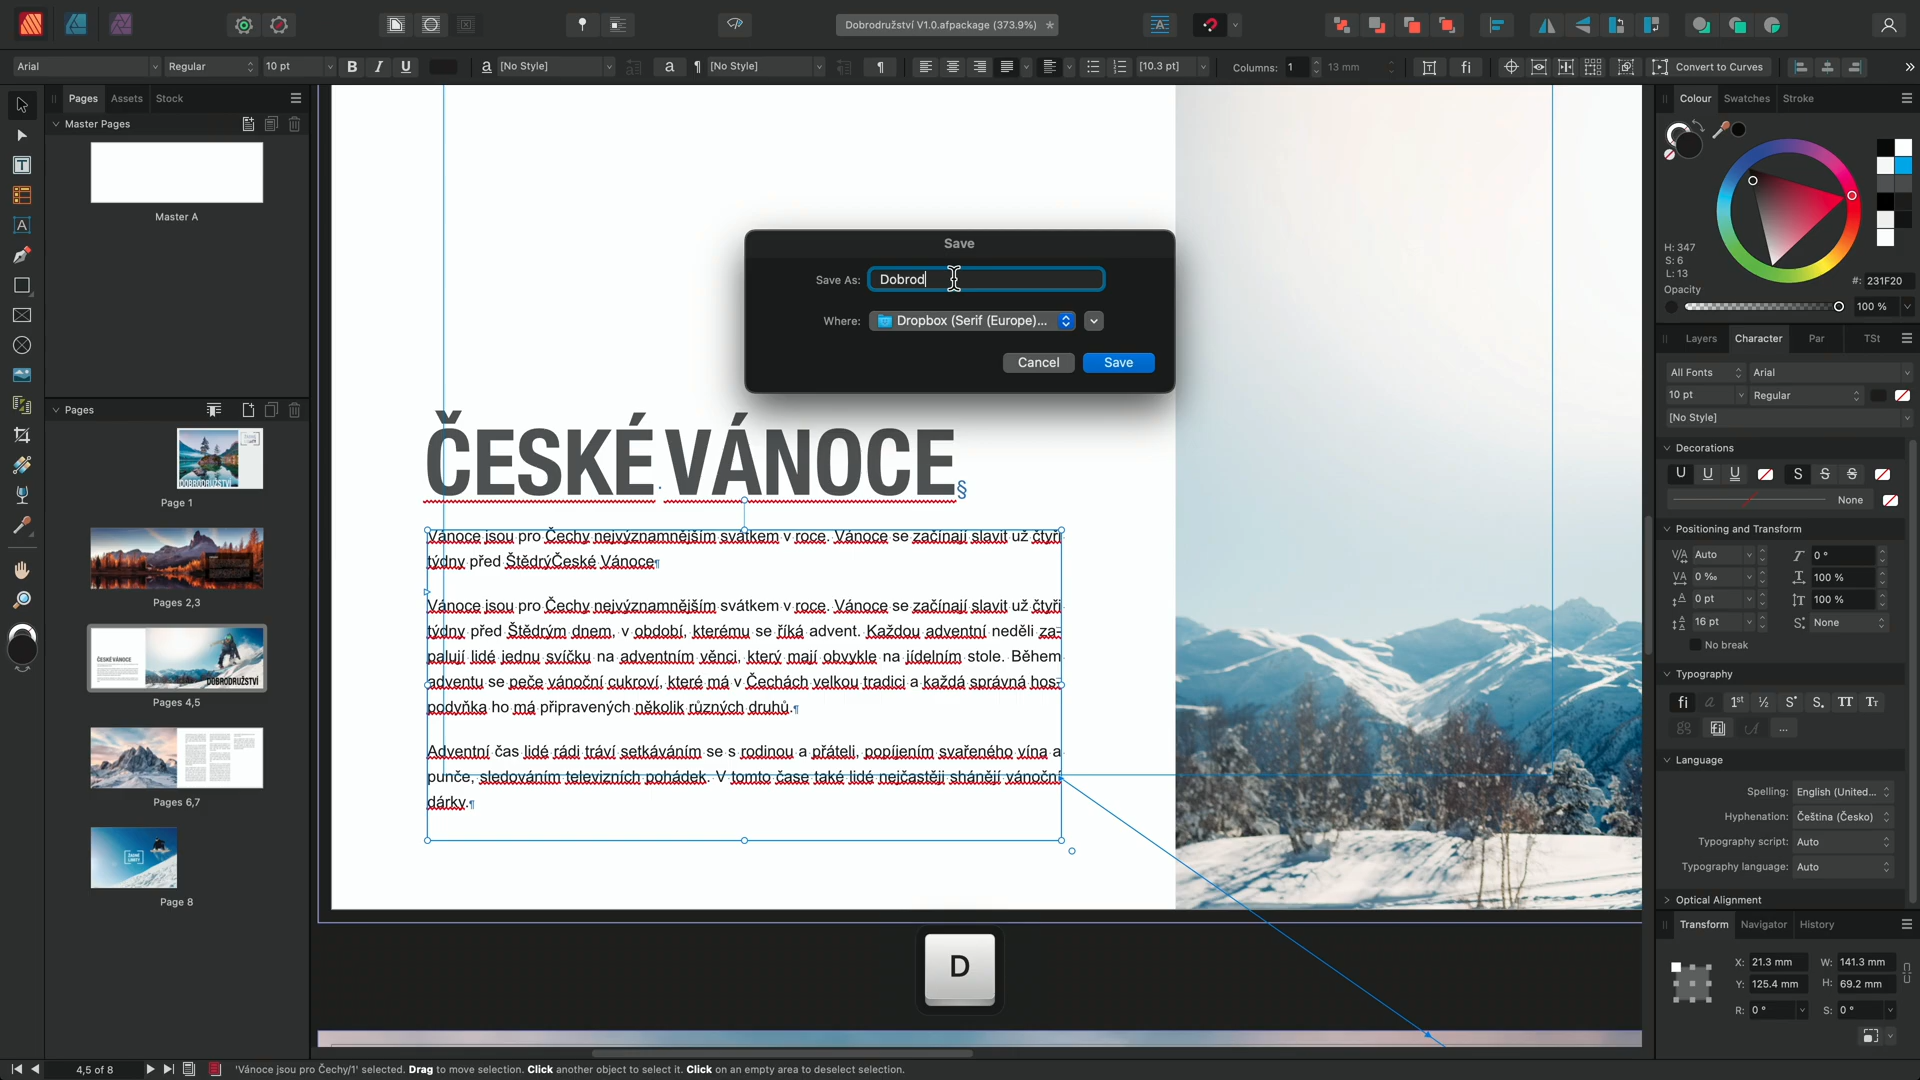 Dobrodružství V1.0.afpackage (373.9%) *
Arial Regular 10 pt B I U a [No Style] a ¶ [No Style] ¶ [10.3 pt] Columns: 1 13 mm fi Convert to Curves »
Pages Assets Stock
Master Pages
Master A
Pages
Page 1
Pages 2,3
Pages 4,5
Pages 6,7
Page 8
Save
Save As: Dobrod
Where: Dropbox (Serif (Europe)...
Cancel Save
ČESKÉ VÁNOCE§
Vánoce jsou pro Čechy nejvýznamnějším svátkem v roce. Vánoce se začínají slavit už čtyři
týdny před ŠtědrýČeské Vánoce¶
Vánoce jsou pro Čechy nejvýznamnějším svátkem v roce. Vánoce se začínají slavit už čtyři
týdny před Štědrým dnem, v období, kterému se říká advent. Každou adventní neděli za-
palují lidé jednu svíčku na adventním věnci, který mají obvykle na jídelním stole. Během
adventu se peče vánoční cukroví, které má v Čechách velkou tradici a každá správná hos-
podyňka ho má připravených několik různých druhů.¶
Adventní čas lidé rádi tráví setkáváním se s rodinou a přáteli, popíjením svařeného vína a
punče, sledováním televizních pohádek. V tomto čase také lidé nejčastěji shánějí vánoční
dárky.¶
D
Colour Swatches Stroke
H: 347
S: 6
L: 13
#: 231F20
Opacity
100 %
Layers Character Par TSt
All Fonts Arial
10 pt Regular
[No Style]
Decorations
U U U S S S
None
Positioning and Transform
Auto 0 °
0 ‰ 100 %
0 pt 100 %
16 pt None
No break
Typography
fi a 1st ½ S S TT Tt
...
Language
Spelling: English (United...
Hyphenation: Čeština (Česko)
Typography script: Auto
Typography language: Auto
Optical Alignment
Transform Navigator History
X: 21.3 mm W: 141.3 mm
Y: 125.4 mm H: 69.2 mm
R: 0 ° S: 0 °
4,5 of 8 'Vánoce jsou pro Čechy/1' selected. Drag to move selection. Click another object to select it. Click on an empty area to deselect selection.